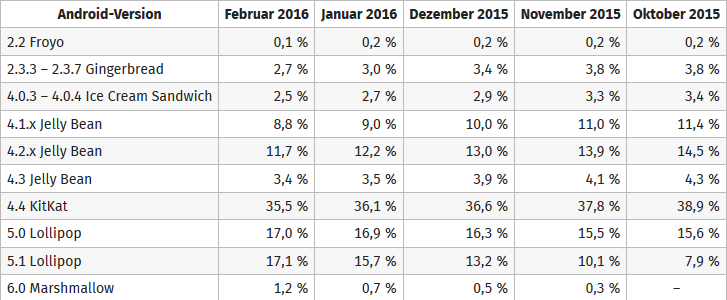 Android-Version Februar 2016 Januar 2016 Dezember 2015 November 2015 Oktober 2015
2.2 Froyo 0,1 % 0,2 % 0,2 % 0,2 % 0,2 %
2.3.3 – 2.3.7 Gingerbread 2,7 % 3,0 % 3,4 % 3,8 % 3,8 %
4.0.3 – 4.0.4 Ice Cream Sandwich 2,5 % 2,7 % 2,9 % 3,3 % 3,4 %
4.1.x Jelly Bean 8,8 % 9,0 % 10,0 % 11,0 % 11,4 %
4.2.x Jelly Bean 11,7 % 12,2 % 13,0 % 13,9 % 14,5 %
4.3 Jelly Bean 3,4 % 3,5 % 3,9 % 4,1 % 4,3 %
4.4 KitKat 35,5 % 36,1 % 36,6 % 37,8 % 38,9 %
5.0 Lollipop 17,0 % 16,9 % 16,3 % 15,5 % 15,6 %
5.1 Lollipop 17,1 % 15,7 % 13,2 % 10,1 % 7,9 %
6.0 Marshmallow 1,2 % 0,7 % 0,5 % 0,3 % –